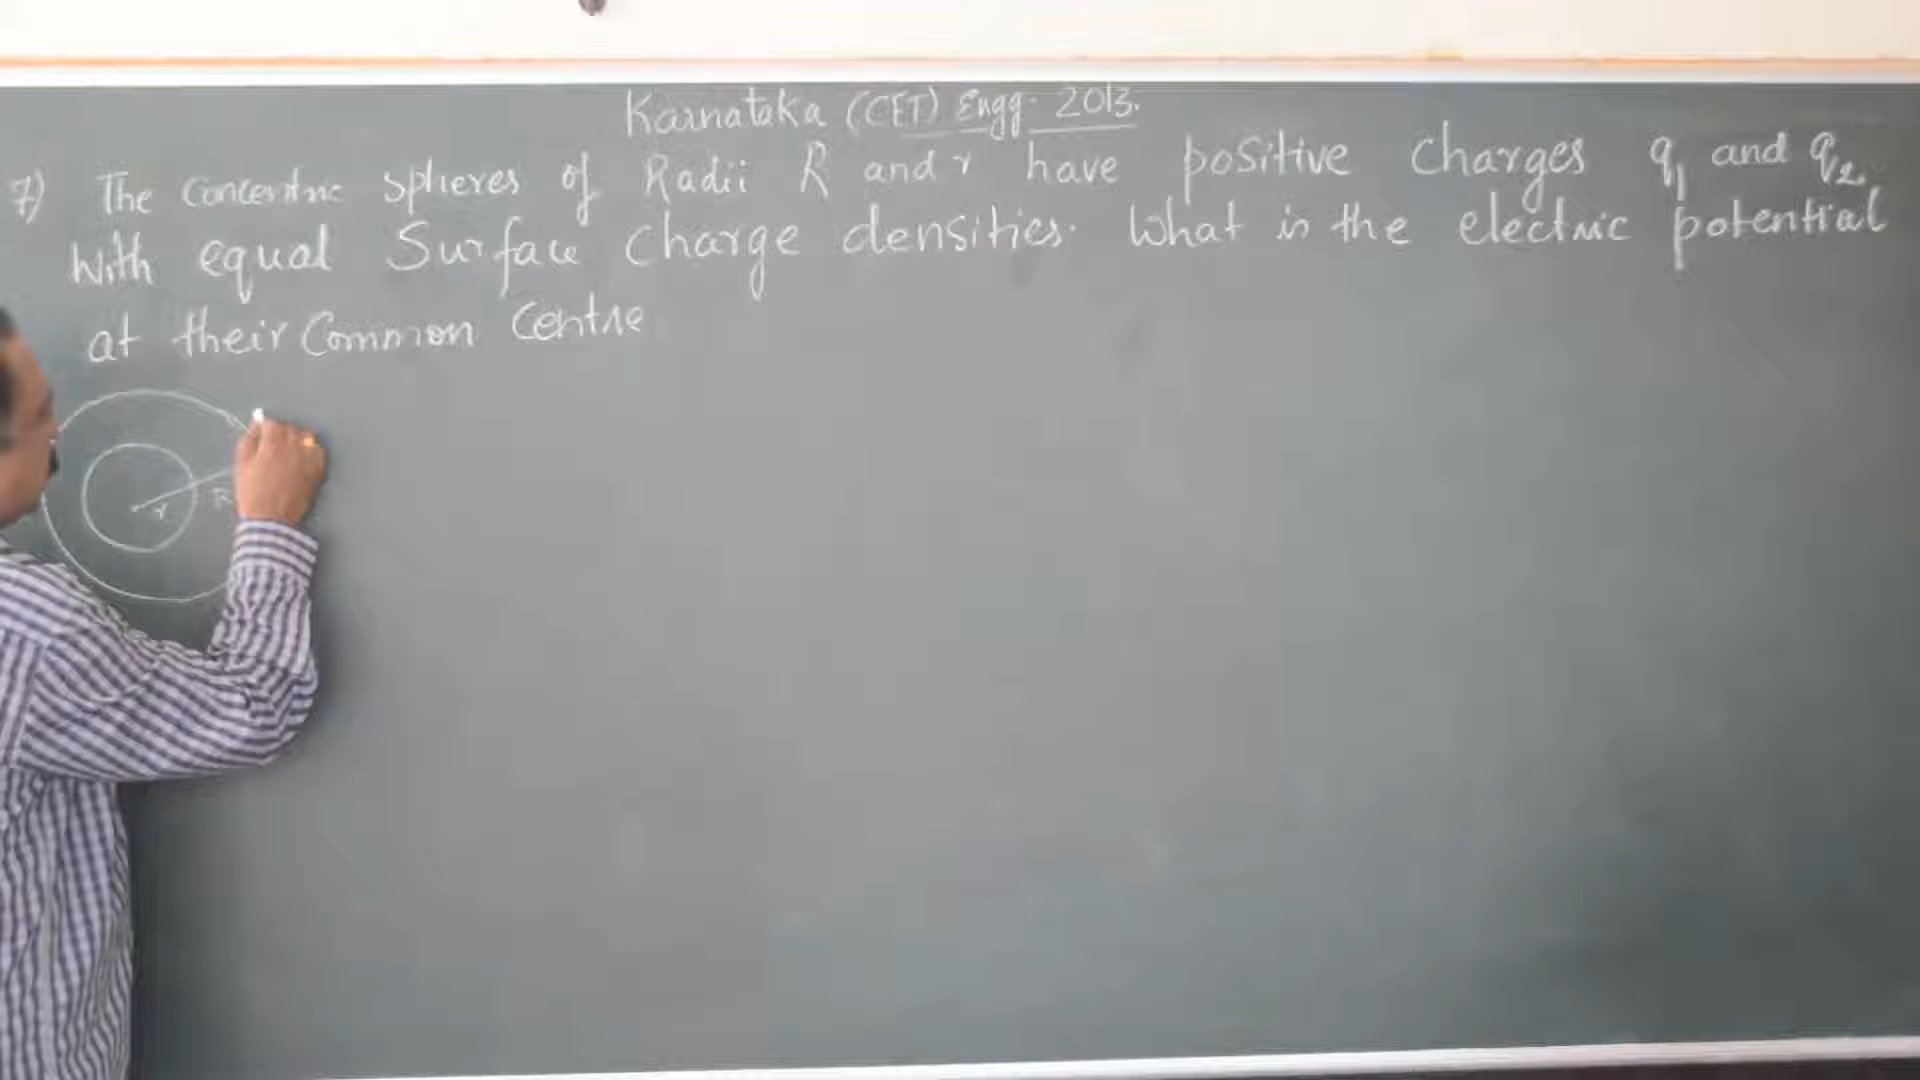 Karnataka (CET) Engg. 2013.
7) The Concentric spheres of Radii R and r have positive charges q1 and q2
With equal Surface Charge densities. What is the electric potential
at their Common Centre
r R